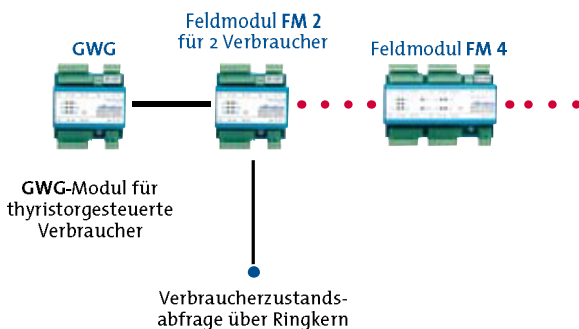 GWG
Feldmodul FM 2
für 2 Verbraucher
Feldmodul FM 4
GWG-Modul für
thyristorgesteuerte
Verbraucher
Verbraucherzustands-
abfrage über Ringkern